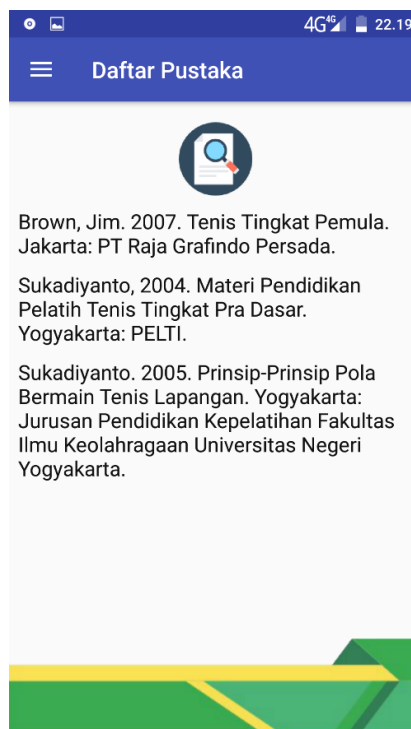 4G 4G 22.19
Daftar Pustaka
Brown, Jim. 2007. Tenis Tingkat Pemula.
Jakarta: PT Raja Grafindo Persada.
Sukadiyanto, 2004. Materi Pendidikan
Pelatih Tenis Tingkat Pra Dasar.
Yogyakarta: PELTI.
Sukadiyanto. 2005. Prinsip-Prinsip Pola
Bermain Tenis Lapangan. Yogyakarta:
Jurusan Pendidikan Kepelatihan Fakultas
Ilmu Keolahragaan Universitas Negeri
Yogyakarta.